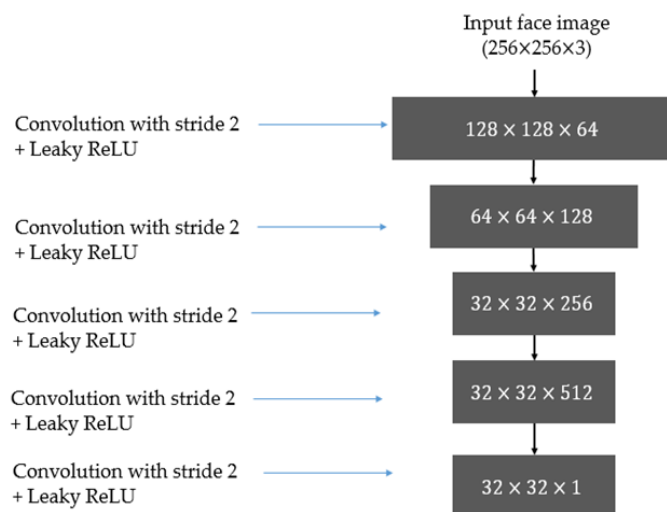 Input face image
(256×256×3)
Convolution with stride 2
+ Leaky ReLU
128 × 128 × 64
Convolution with stride 2
+ Leaky ReLU
64 × 64 × 128
Convolution with stride 2
+ Leaky ReLU
32 × 32 × 256
Convolution with stride 2
+ Leaky ReLU
32 × 32 × 512
Convolution with stride 2
+ Leaky ReLU
32 × 32 × 1